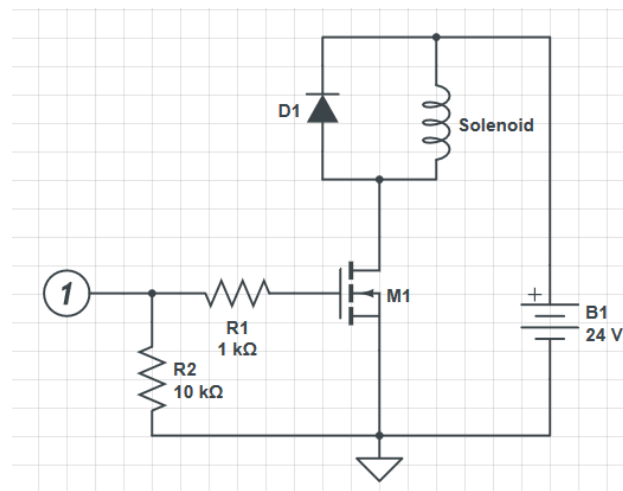 D1
Solenoid
1
M1
R1
1 kΩ
R2
10 kΩ
+
B1
24 V